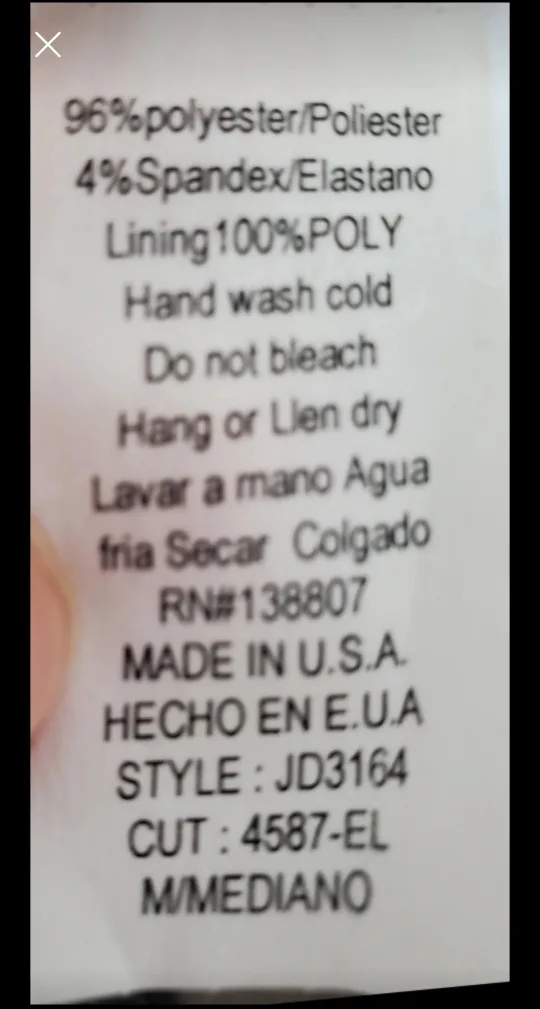 96%polyester/Poliester
4%Spandex/Elastano
Lining100%POLY
Hand wash cold
Do not bleach
Hang or Llen dry
Lavar a mano Agua
fria Secar Colgado
RN#138807
MADE IN U.S.A.
HECHO EN E.U.A
STYLE : JD3164
CUT : 4587-EL
M/MEDIANO